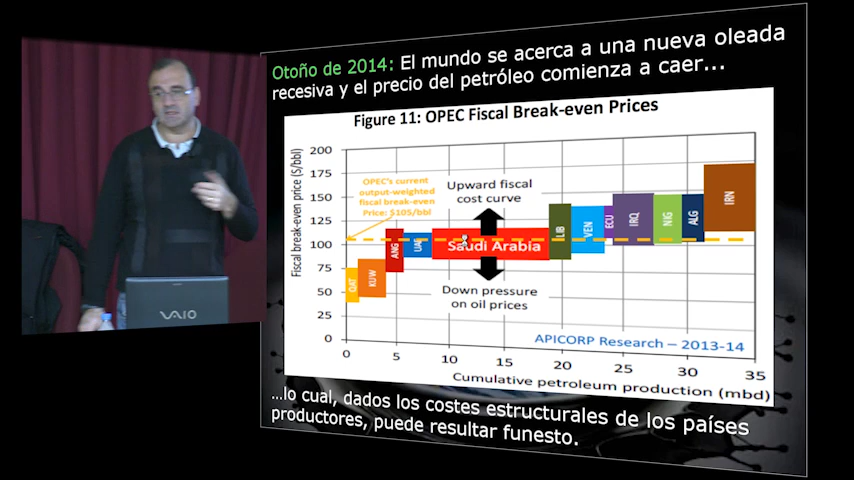 Otoño de 2014: El mundo se acerca a una nueva oleada
recesiva y el precio del petróleo comienza a caer...
Figure 11: OPEC Fiscal Break-even Prices
Fiscal break-even price ($/bbl)
200
175
150
125
100
75
50
25
0
OPEC's current
output-weighted
fiscal break-even
Price: $105/bbl
Upward fiscal
cost curve
QAT
KUW
ANG
UAE
Saudi Arabia
LIB
VEN
ECU
IRQ
NIG
ALG
IRN
Down pressure
on oil prices
APICORP Research – 2013-14
0
5
10
15
20
25
30
35
Cumulative petroleum production (mbd)
...lo cual, dados los costes estructurales de los países
productores, puede resultar funesto.
VAIO